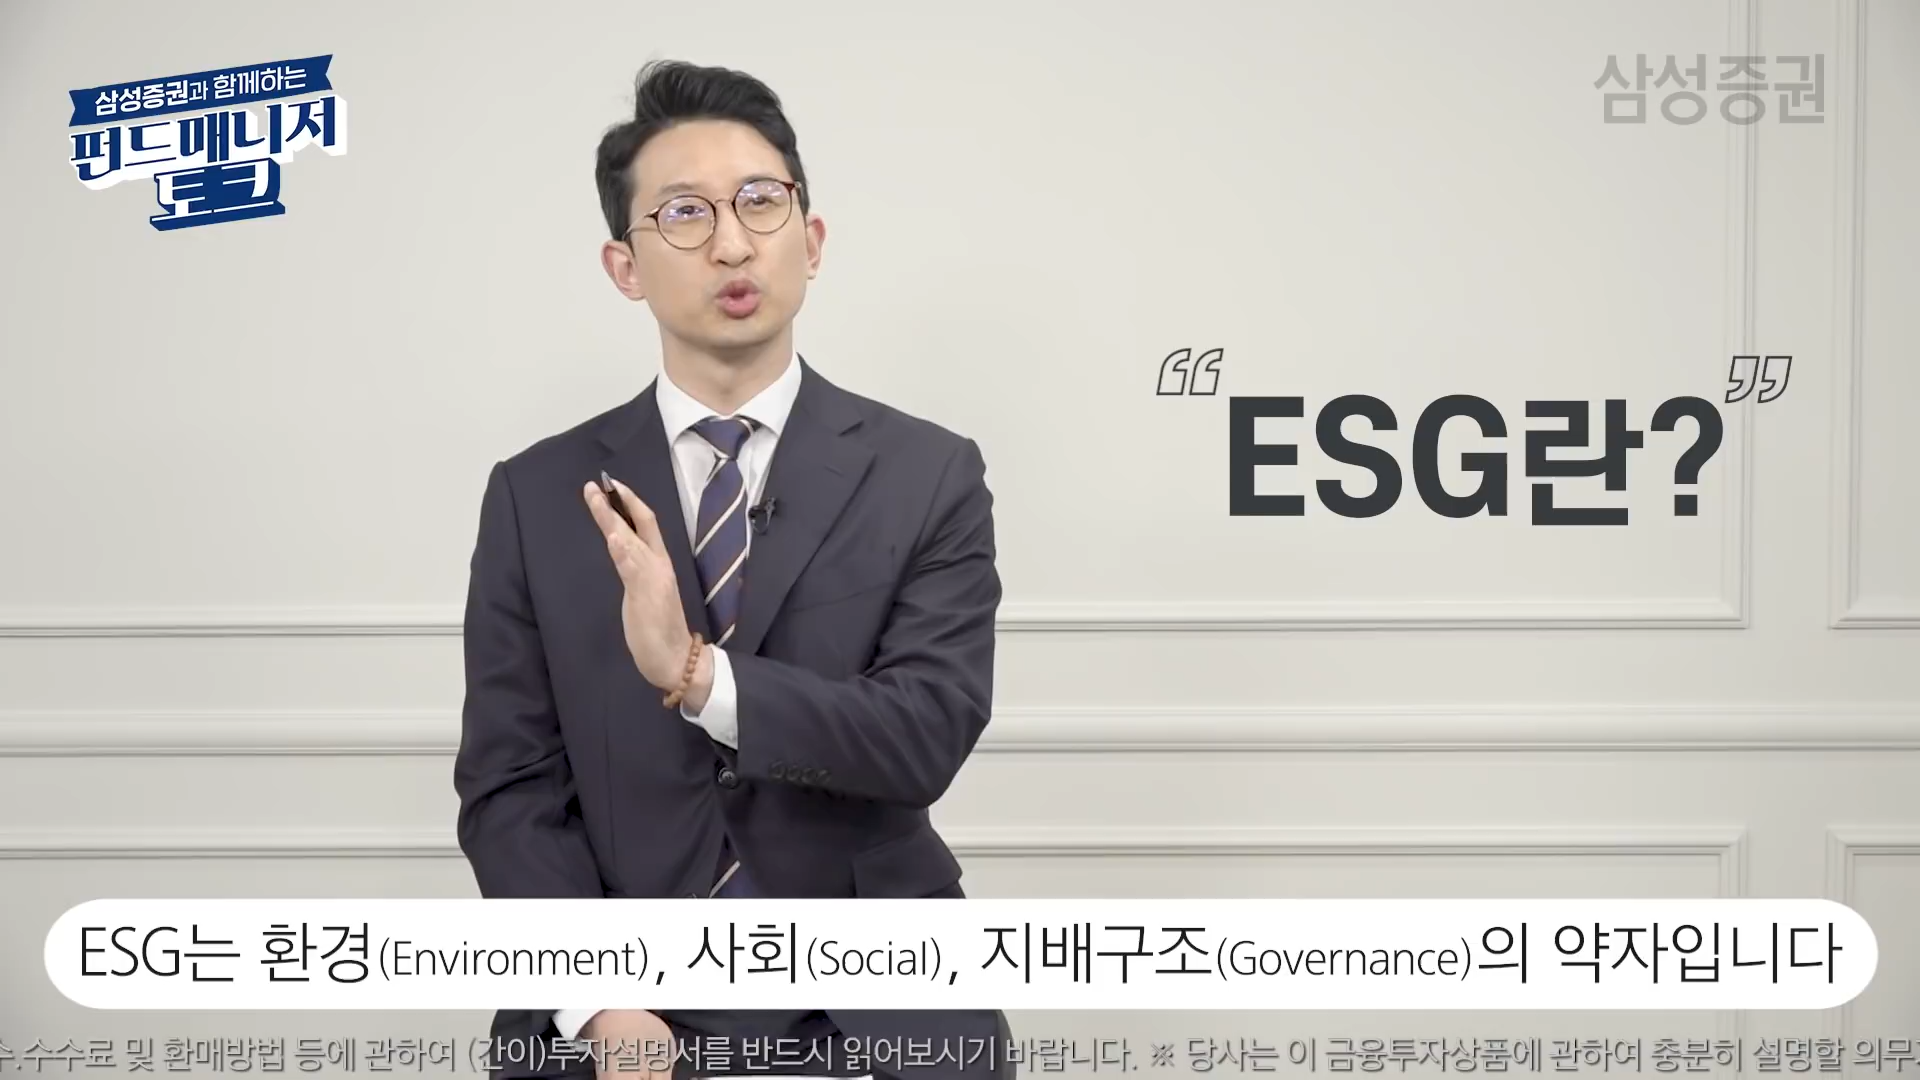 삼성증권과 함께하는
펀드매니저
토크
삼성증권
“ESG란?”
ESG는 환경(Environment), 사회(Social), 지배구조(Governance)의 약자입니다
수.수수료 및 환매방법 등에 관하여 (간이)투자설명서를 반드시 읽어보시기 바랍니다. ※ 당사는 이 금융투자상품에 관하여 충분히 설명할 의무